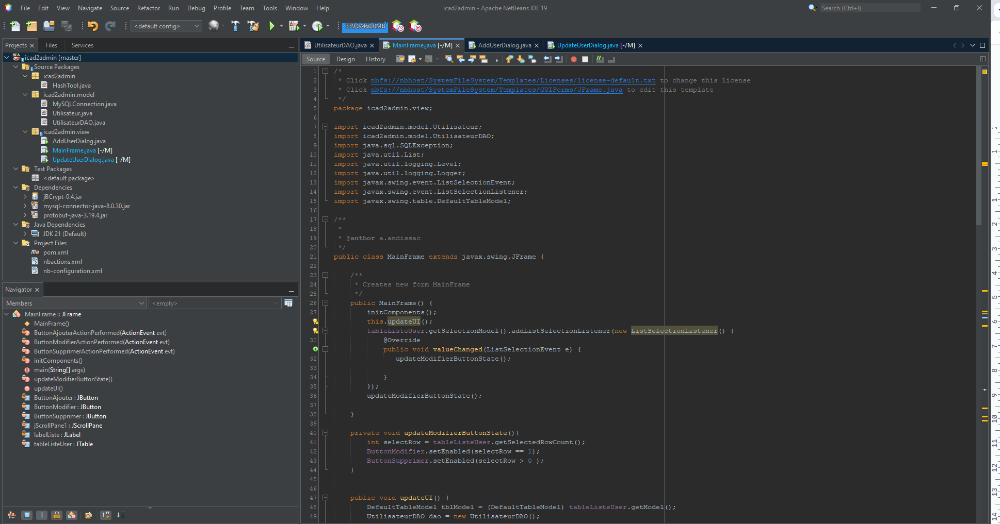 File Edit View Navigate Source Refactor Run Debug Profile Team Tools Window Help
icad2admin - Apache NetBeans IDE 19
Search (Ctrl+I)
<default config>
339,0/460,0MB
Projects Files Services
icad2admin [master]
Source Packages
icad2admin
HashTool.java
icad2admin.model
MySQLConnection.java
Utilisateur.java
UtilisateurDAO.java
icad2admin.view
AddUserDialog.java
MainFrame.java [-/M]
UpdateUserDialog.java [-/M]
Test Packages
<default package>
Dependencies
jBCrypt-0.4.jar
mysql-connector-java-8.0.30.jar
protobuf-java-3.19.4.jar
Java Dependencies
JDK 21 (Default)
Project Files
pom.xml
nbactions.xml
nb-configuration.xml
Navigator
Members
<empty>
MainFrame :: JFrame
MainFrame()
ButtonAjouterActionPerformed(ActionEvent evt)
ButtonModifierActionPerformed(ActionEvent evt)
ButtonSupprimerActionPerformed(ActionEvent evt)
initComponents()
main(String[] args)
updateModifierButtonState()
updateUI()
ButtonAjouter : JButton
ButtonModifier : JButton
ButtonSupprimer : JButton
jScrollPane1 : JScrollPane
labelListe : JLabel
tableListeUser : JTable
UtilisateurDAO.java MainFrame.java [-/M] AddUserDialog.java UpdateUserDialog.java [-/M]
Source Design History
1 /*
2 * Click nbfs://nbhost/SystemFileSystem/Templates/Licenses/license-default.txt to change this license
3 * Click nbfs://nbhost/SystemFileSystem/Templates/GUIForms/JFrame.java to edit this template
4 */
5 package icad2admin.view;
6
7 import icad2admin.model.Utilisateur;
8 import icad2admin.model.UtilisateurDAO;
9 import java.sql.SQLException;
10 import java.util.List;
11 import java.util.logging.Level;
12 import java.util.logging.Logger;
13 import javax.swing.event.ListSelectionEvent;
14 import javax.swing.event.ListSelectionListener;
15 import javax.swing.table.DefaultTableModel;
16
17 /**
18 *
19 * @author a.andissac
20 */
21 public class MainFrame extends javax.swing.JFrame {
22
23 /**
24 * Creates new form MainFrame
25 */
26 public MainFrame() {
27 initComponents();
this.updateUI();
tableListeUser.getSelectionModel().addListSelectionListener(new ListSelectionListener() {
30 @Override
public void valueChanged(ListSelectionEvent e) {
32 updateModifierButtonState();
33
34 }
35 });
36 updateModifierButtonState();
37
38 }
39
40 private void updateModifierButtonState(){
41 int selectRow = tableListeUser.getSelectedRowCount();
42 ButtonModifier.setEnabled(selectRow == 1);
43 ButtonSupprimer.setEnabled(selectRow > 0 );
44 }
45
46
47 public void updateUI() {
48 DefaultTableModel tblModel = (DefaultTableModel) tableListeUser.getModel();
49 UtilisateurDAO dao = new UtilisateurDAO();
1
1
2
3
4
5
6
7
8
9
10
11
12
13
14